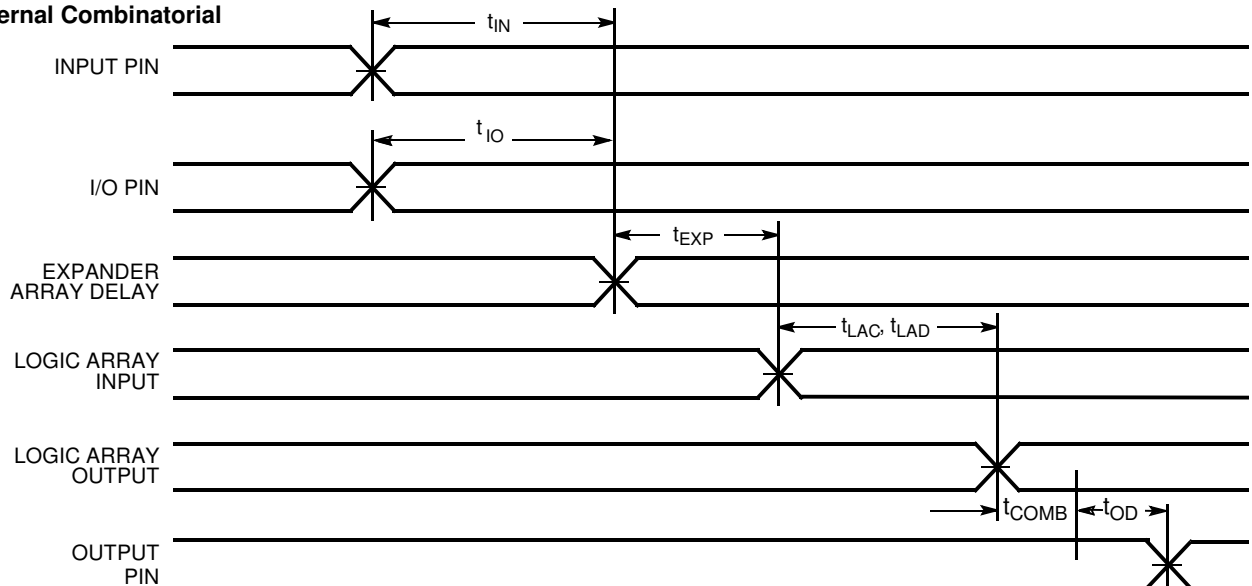 ernal Combinatorial
tIN
INPUT PIN
tIO
I/O PIN
tEXP
EXPANDER
ARRAY DELAY
tLAC, tLAD
LOGIC ARRAY
INPUT
LOGIC ARRAY
OUTPUT
tCOMB
tOD
OUTPUT
PIN